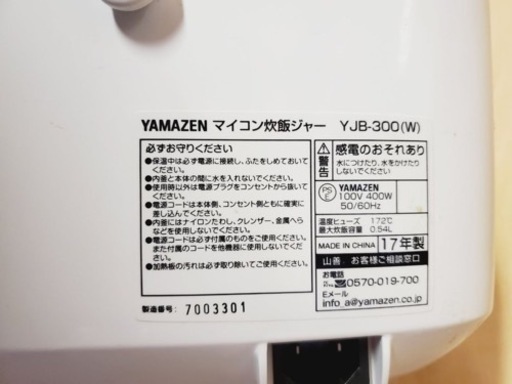 YAMAZEN マイコン炊飯ジャー YJB-300(W)
必ずお守りください
●保温中は必ず電源に接続し、ふたをしめておいて
ください。
●内蓋と本体の間に水を入れないでください。
●使用時以外は電源プラグをコンセントから抜いて
ください。
●電源コードは本体側、コンセント側ともに確実に
差し込んでください。
●内蓋にはナイロンたわし、クレンザー、金属へら
などを使用しないでください。
●電源コードは必ず付属のものをご使用ください。
また付属のコードを他機器に使用しないでください。
●加熱板の汚れは必ず取り除いてご使用ください。
製造番号: 7003301
警告
感電のおそれあり
水につけたり、水をかけたり
しないでください。
PS E
YAMAZEN
100V 400W
50/60Hz
温度ヒューズ 172℃
最大炊飯容量 0.54L
MADE IN CHINA 17年製
山善 お客様ご相談窓口
お電話
0570-019-700
Eメール
info_a@yamazen.co.jp